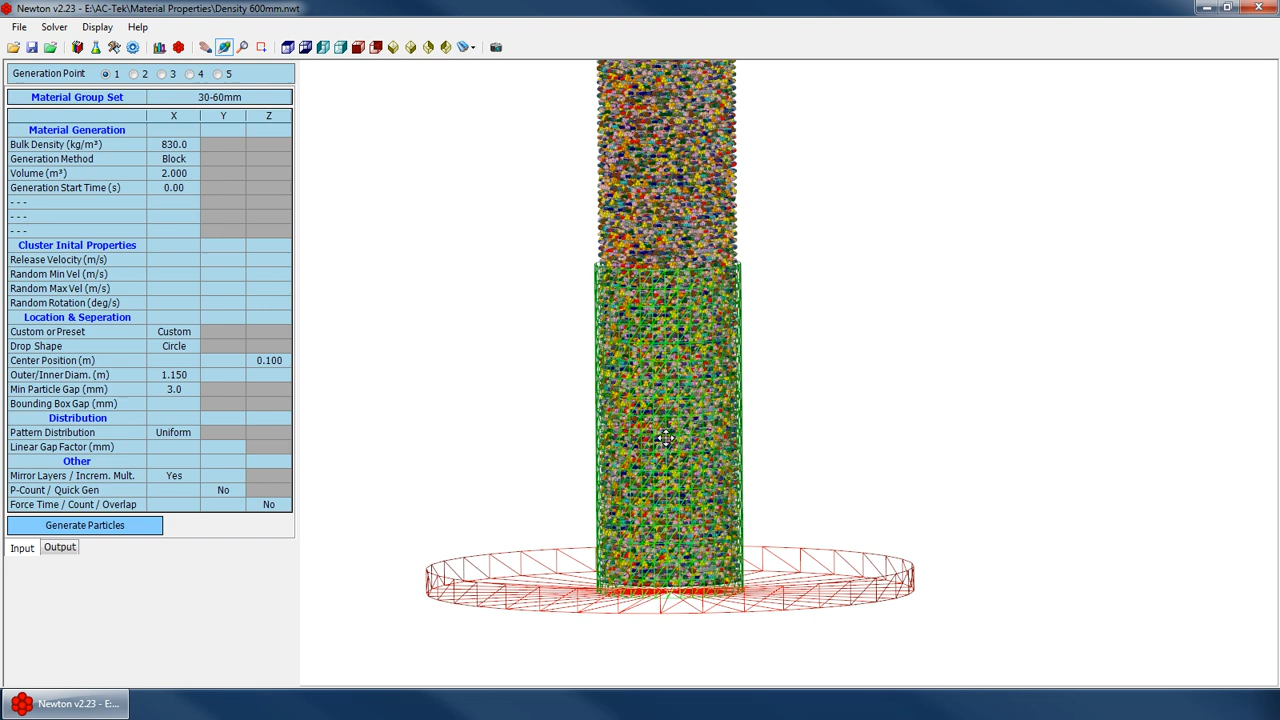 Newton v2.23 - E:\AC-Tek\Material Properties\Density 600mm.nwt
File Solver Display Help
Generation Point 1 2 3 4 5
Material Group Set 30-60mm
X Y Z
Material Generation
Bulk Density (kg/m³) 830.0
Generation Method Block
Volume (m³) 2.000
Generation Start Time (s) 0.00
- - -
- - -
- - -
Cluster Inital Properties
Release Velocity (m/s)
Random Min Vel (m/s)
Random Max Vel (m/s)
Random Rotation (deg/s)
Location & Seperation
Custom or Preset Custom
Drop Shape Circle
Center Position (m) 0.100
Outer/Inner Diam. (m) 1.150
Min Particle Gap (mm) 3.0
Bounding Box Gap (mm)
Distribution
Pattern Distribution Uniform
Linear Gap Factor (mm)
Other
Mirror Layers / Increm. Mult. Yes
P-Count / Quick Gen No
Force Time / Count / Overlap No
Generate Particles
Input Output
Newton v2.23 - E:...